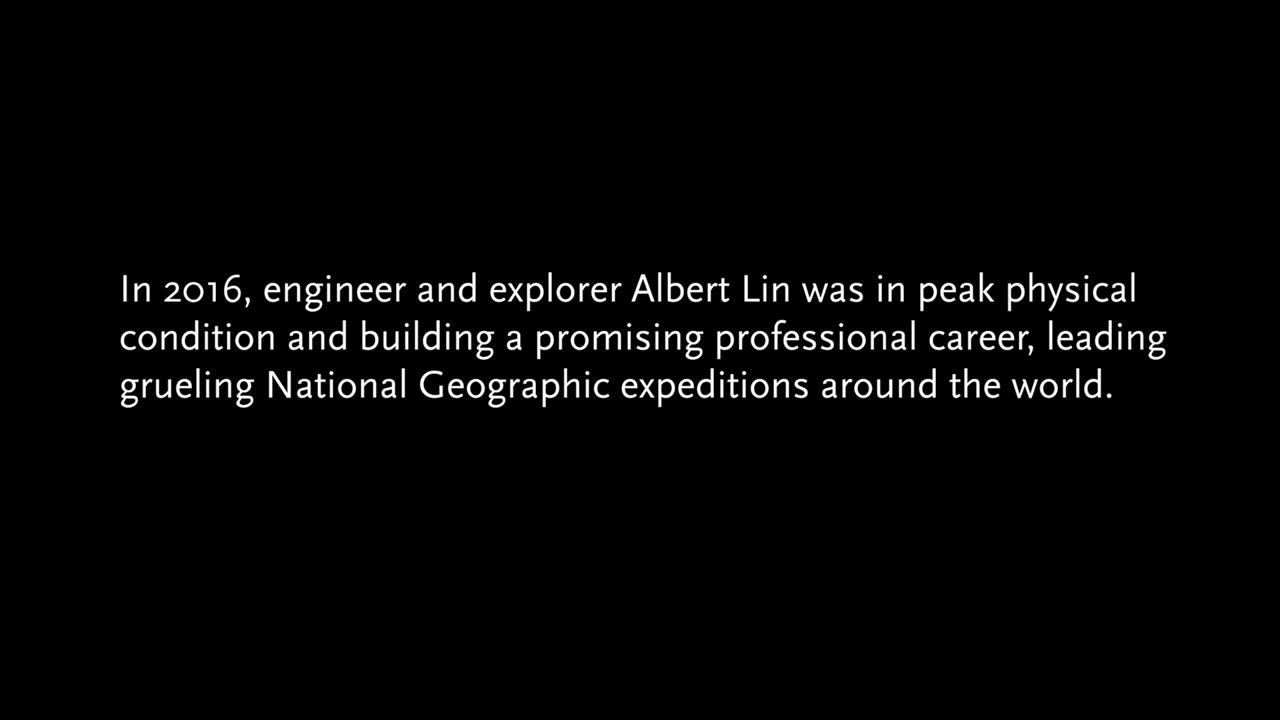 In 2016, engineer and explorer Albert Lin was in peak physical
condition and building a promising professional career, leading
grueling National Geographic expeditions around the world.